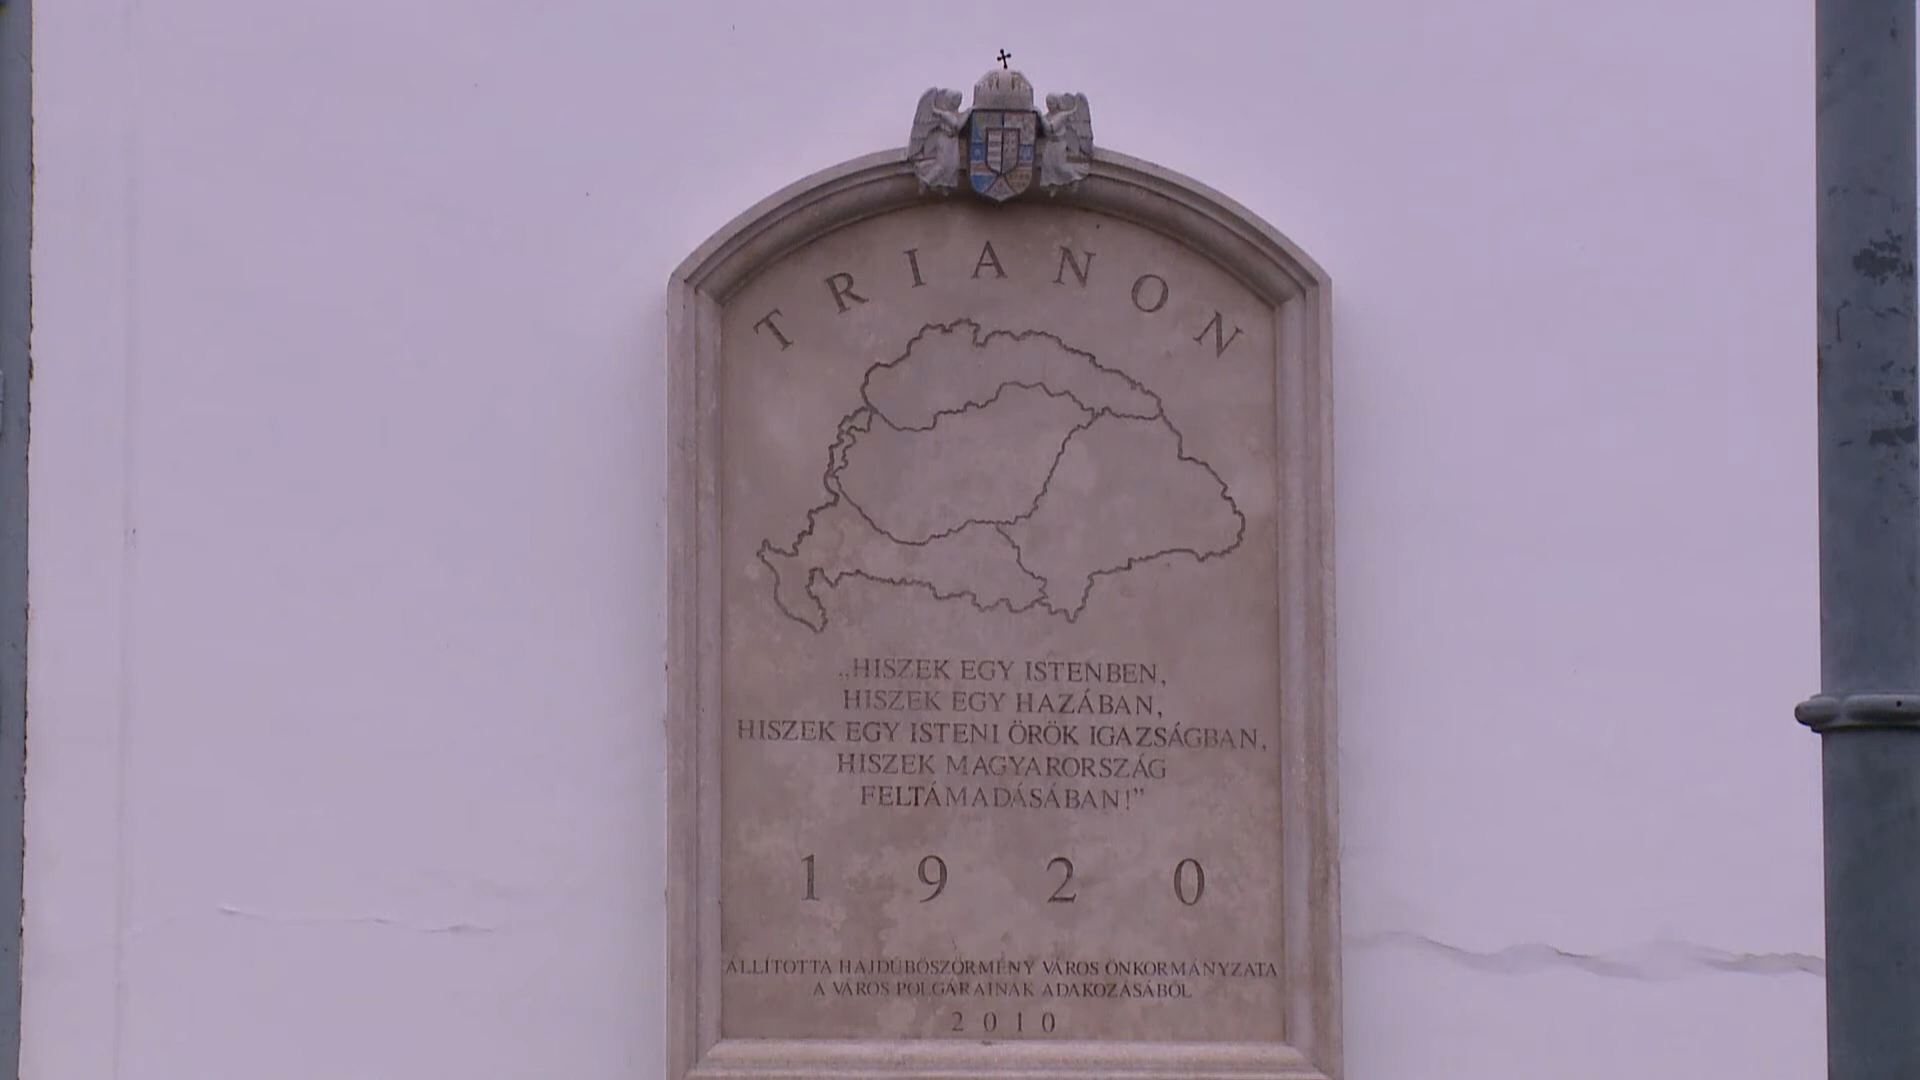 TRIANON
„HISZEK EGY ISTENBEN,
HISZEK EGY HAZÁBAN,
HISZEK EGY ISTENI ÖRÖK IGAZSÁGBAN,
HISZEK MAGYARORSZÁG
FELTÁMADÁSÁBAN!”
1920
ÁLLÍTOTTA HAJDÚBÖSZÖRMÉNY VÁROS ÖNKORMÁNYZATA
A VÁROS POLGÁRAINAK ADAKOZÁSÁBÓL
2010